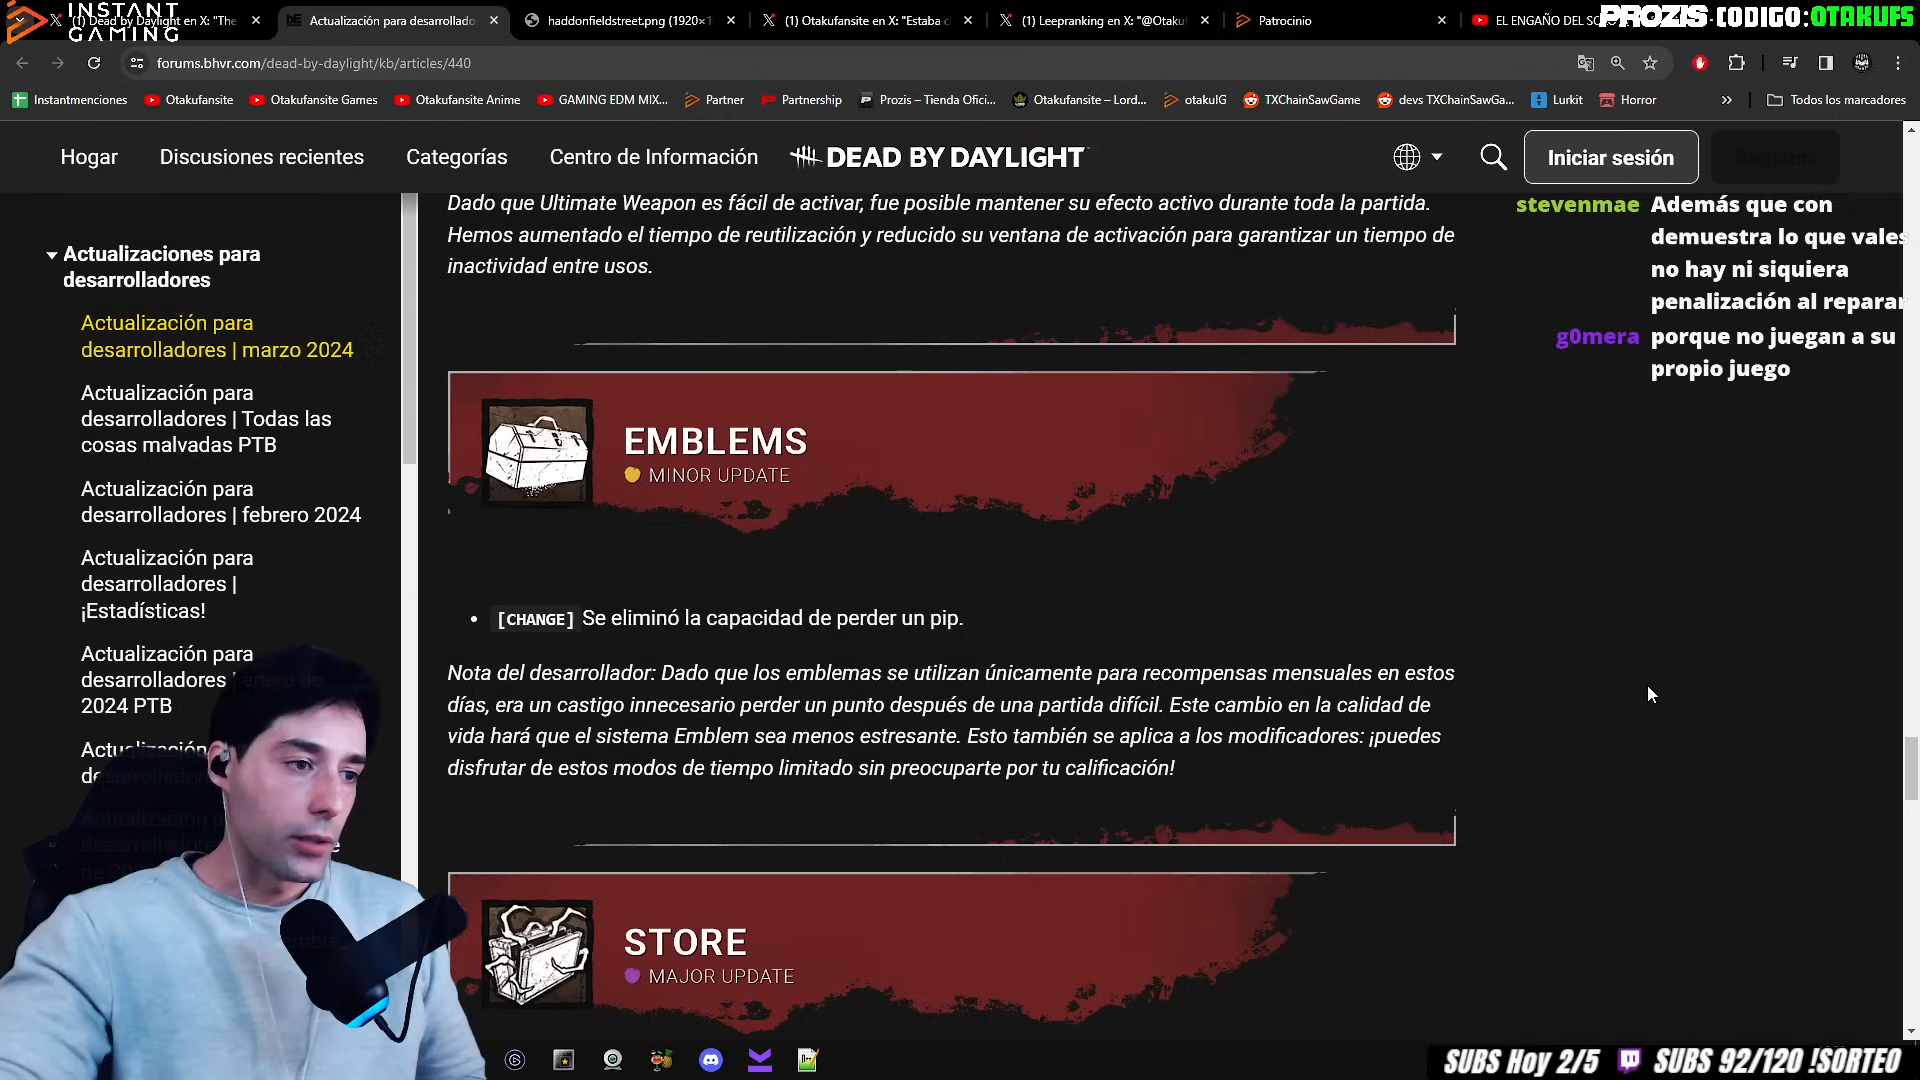 INSTANT
GAMING
(1) Dead by Daylight en X: "The
Actualización para desarrollado
haddonfieldstreet.png (1920×1
(1) Otakufansite en X: "Estaba c
(1) Leepranking en X: "@Otaku
Patrocinio
EL ENGAÑO DEL S
PROZIS CODIGO:OTAKUFS
forums.bhvr.com/dead-by-daylight/kb/articles/440
Instantmenciones
Otakufansite
Otakufansite Games
Otakufansite Anime
GAMING EDM MIX...
Partner
Partnership
Prozis – Tienda Ofici...
Otakufansite – Lord...
otakuIG
TXChainSawGame
devs TXChainSawGa...
Lurkit
Horror
Todos los marcadores
Hogar
Discusiones recientes
Categorías
Centro de Información
DEAD BY DAYLIGHT
Iniciar sesión
Actualizaciones para
desarrolladores
Actualización para
desarrolladores | marzo 2024
Actualización para
desarrolladores | Todas las
cosas malvadas PTB
Actualización para
desarrolladores | febrero 2024
Actualización para
desarrolladores |
¡Estadísticas!
Actualización para
desarrolladores | enero de
2024 PTB
Dado que Ultimate Weapon es fácil de activar, fue posible mantener su efecto activo durante toda la partida.
Hemos aumentado el tiempo de reutilización y reducido su ventana de activación para garantizar un tiempo de
inactividad entre usos.
EMBLEMS
MINOR UPDATE
• [CHANGE] Se eliminó la capacidad de perder un pip.
Nota del desarrollador: Dado que los emblemas se utilizan únicamente para recompensas mensuales en estos
días, era un castigo innecesario perder un punto después de una partida difícil. Este cambio en la calidad de
vida hará que el sistema Emblem sea menos estresante. Esto también se aplica a los modificadores: ¡puedes
disfrutar de estos modos de tiempo limitado sin preocuparte por tu calificación!
STORE
MAJOR UPDATE
stevenmae Además que con
demuestra lo que vales
no hay ni siquiera
penalización al reparar
g0mera porque no juegan a su
propio juego
SUBS Hoy 2/5 SUBS 92/120 !SORTEO